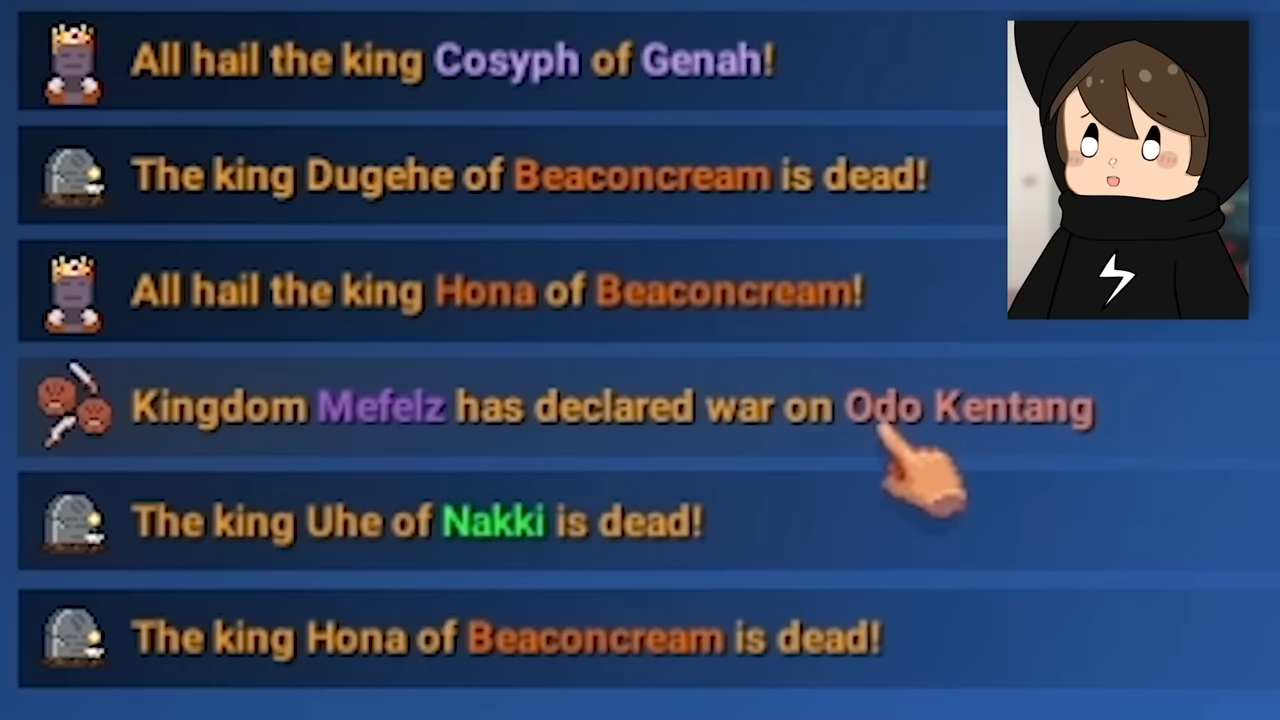 All hail the king Cosyph of Genah!
The king Dugehe of Beaconcream is dead!
All hail the king Hona of Beaconcream!
Kingdom Mefelz has declared war on Odo Kentang
The king Uhe of Nakki is dead!
The king Hona of Beaconcream is dead!